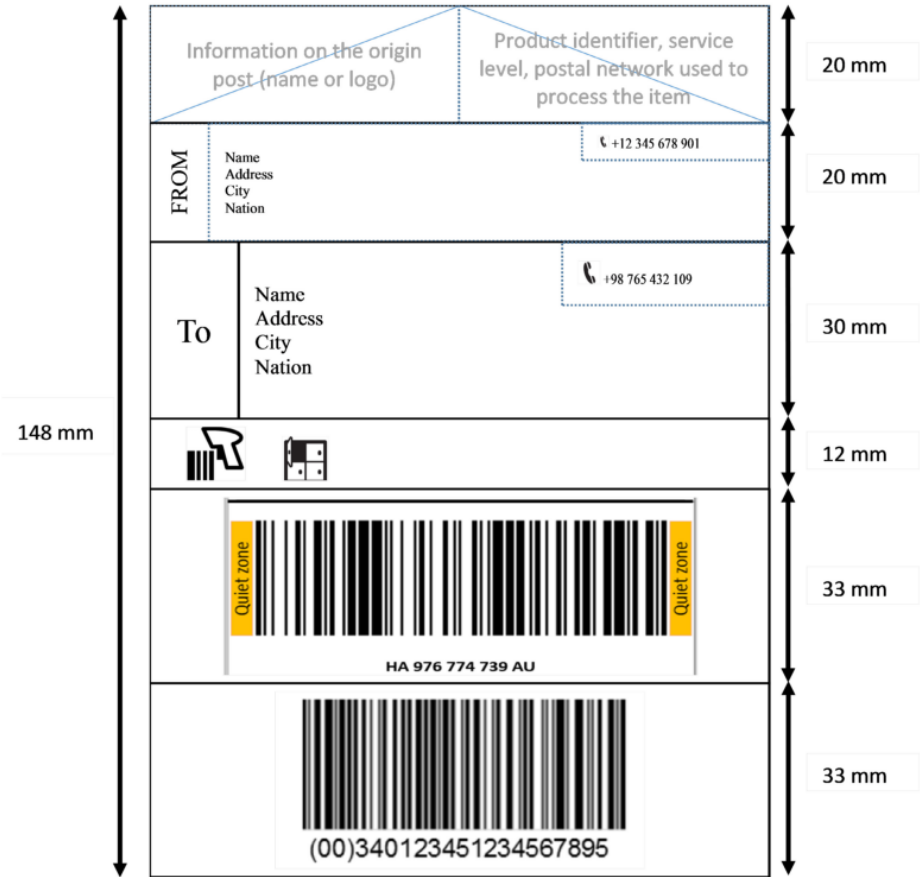 Information on the origin
post (name or logo)
Product identifier, service
level, postal network used to
process the item
20 mm
FROM
Name
Address
City
Nation
+12 345 678 901
20 mm
To
Name
Address
City
Nation
+98 765 432 109
30 mm
148 mm
12 mm
Quiet zone
Quiet zone
HA 976 774 739 AU
33 mm
(00)340123451234567895
33 mm